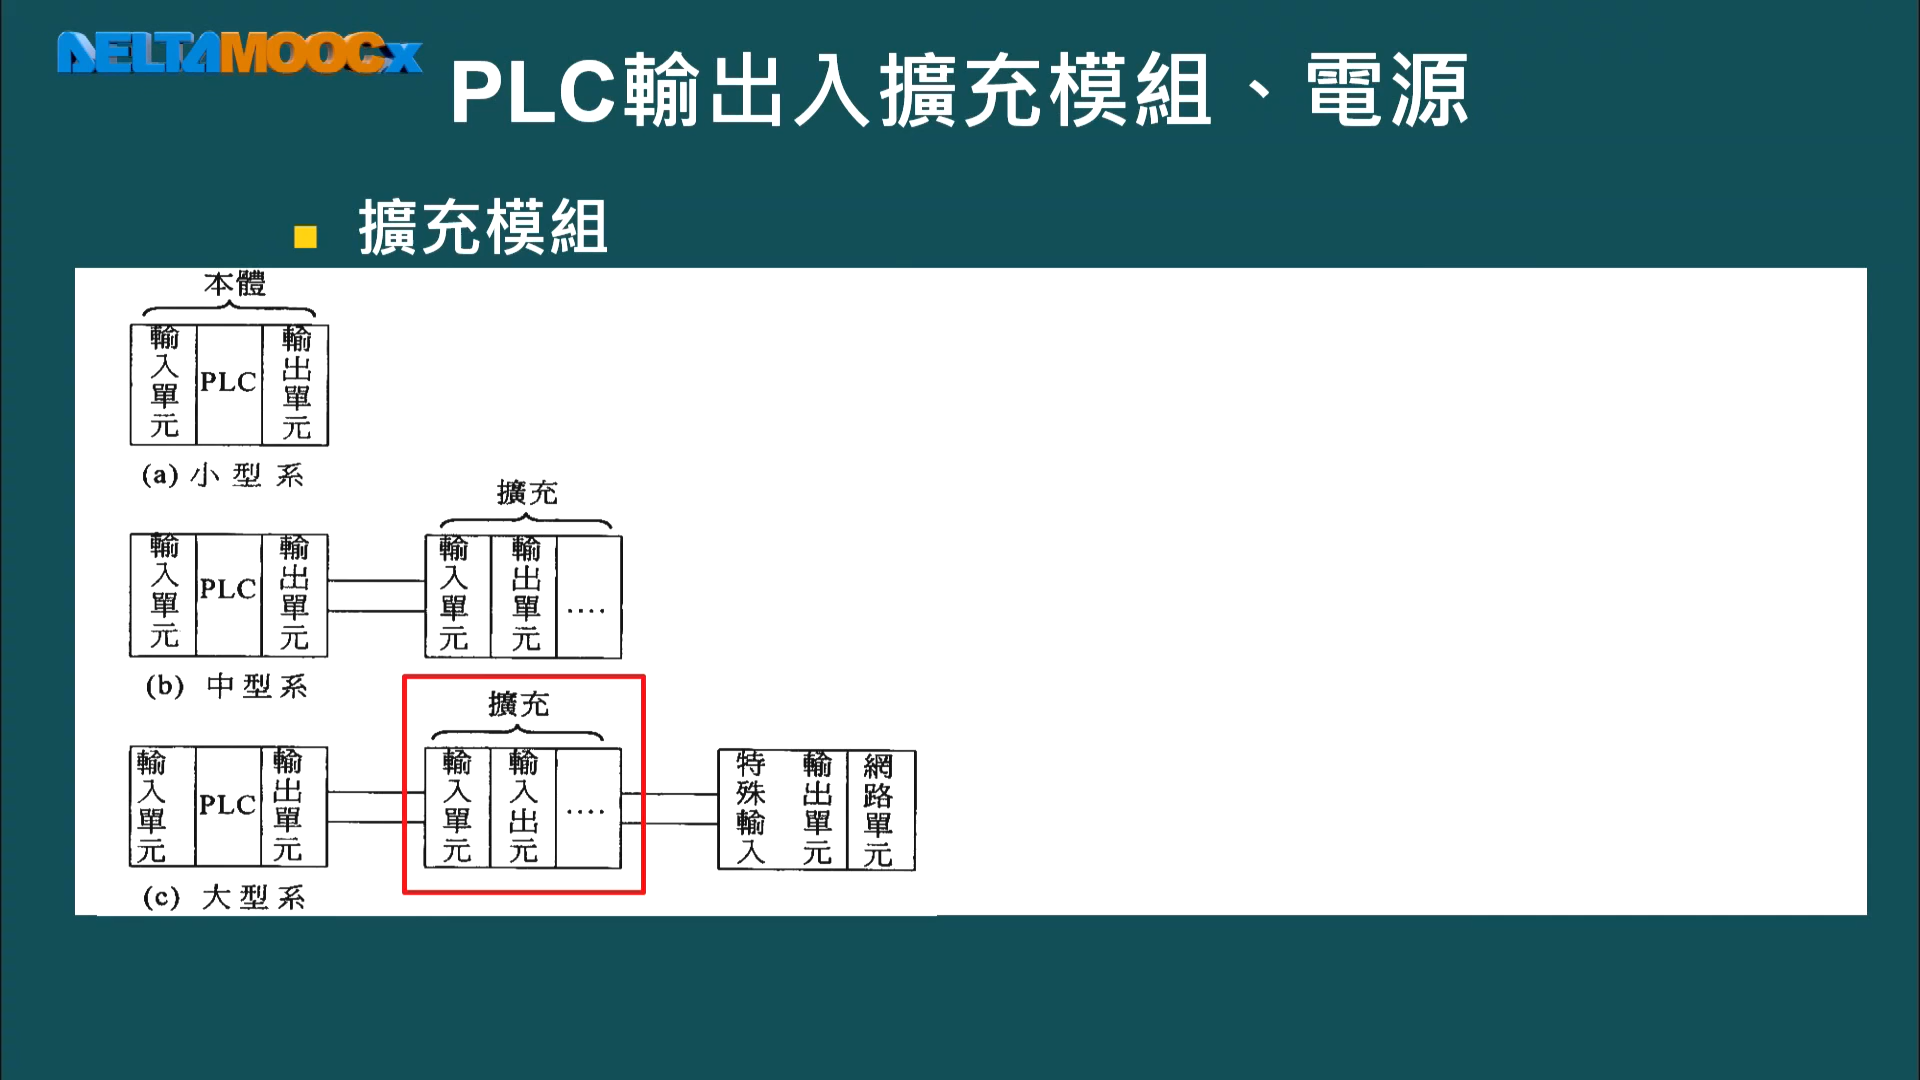 DELTAMOOCx
PLC輸出入擴充模組、電源
擴充模組
本體
輸入單元 PLC 輸出單元
(a) 小型系
擴充
輸入單元 PLC 輸出單元 輸入單元 輸出單元 ····
(b) 中型系
擴充
輸入單元 PLC 輸出單元 輸入單元 輸入出元 ···· 特殊輸入 輸出單元 網路單元
(c) 大型系